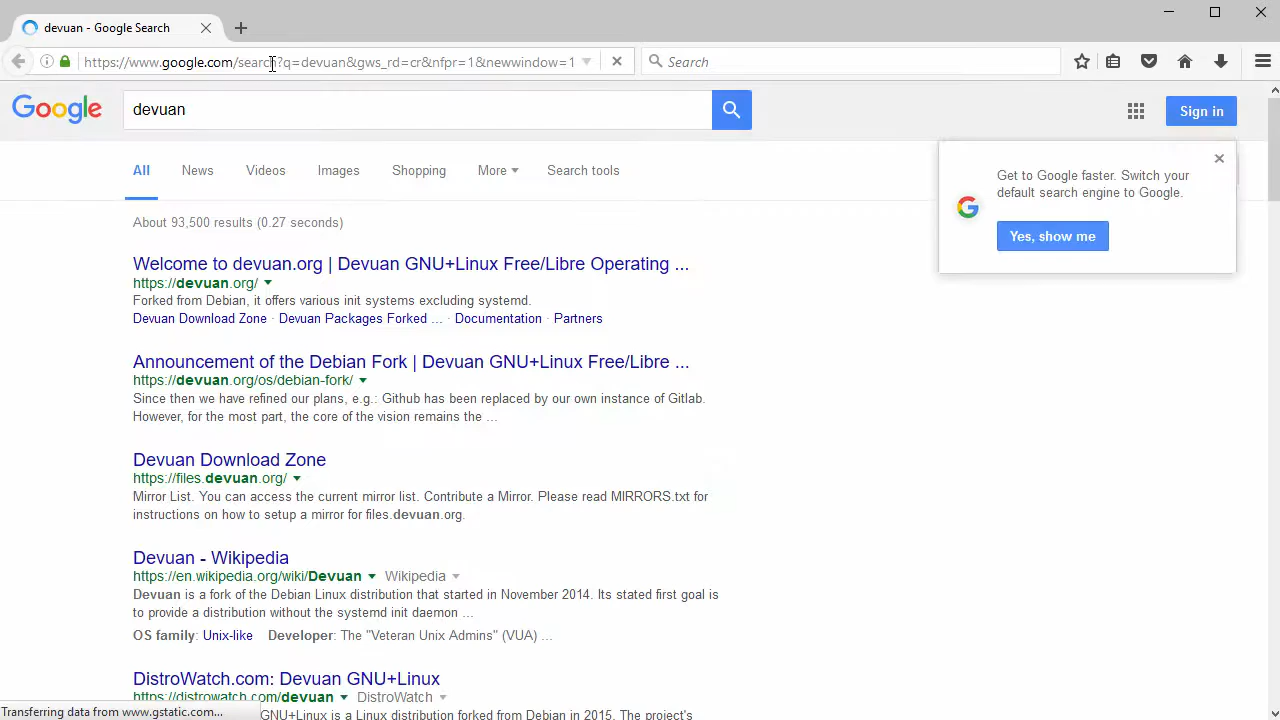 devuan - Google Search
https://www.google.com/search?q=devuan&gws_rd=cr&nfpr=1&newwindow=1
Search
Google
devuan
Sign in
All
News
Videos
Images
Shopping
More
Search tools
Get to Google faster. Switch your
default search engine to Google.
Yes, show me
About 93,500 results (0.27 seconds)
Welcome to devuan.org | Devuan GNU+Linux Free/Libre Operating ...
https://devuan.org/
Forked from Debian, it offers various init systems excluding systemd.
Devuan Download Zone · Devuan Packages Forked ... · Documentation · Partners
Announcement of the Debian Fork | Devuan GNU+Linux Free/Libre ...
https://devuan.org/os/debian-fork/
Since then we have refined our plans, e.g.: Github has been replaced by our own instance of Gitlab.
However, for the most part, the core of the vision remains the ...
Devuan Download Zone
https://files.devuan.org/
Mirror List. You can access the current mirror list. Contribute a Mirror. Please read MIRRORS.txt for
instructions on how to setup a mirror for files.devuan.org.
Devuan - Wikipedia
https://en.wikipedia.org/wiki/Devuan Wikipedia
Devuan is a fork of the Debian Linux distribution that started in November 2014. Its stated first goal is
to provide a distribution without the systemd init daemon ...
OS family: Unix-like Developer: The "Veteran Unix Admins" (VUA) ...
DistroWatch.com: Devuan GNU+Linux
https://distrowatch.com/devuan DistroWatch
GNU+Linux is a Linux distribution forked from Debian in 2015. The project's
Transferring data from www.gstatic.com...